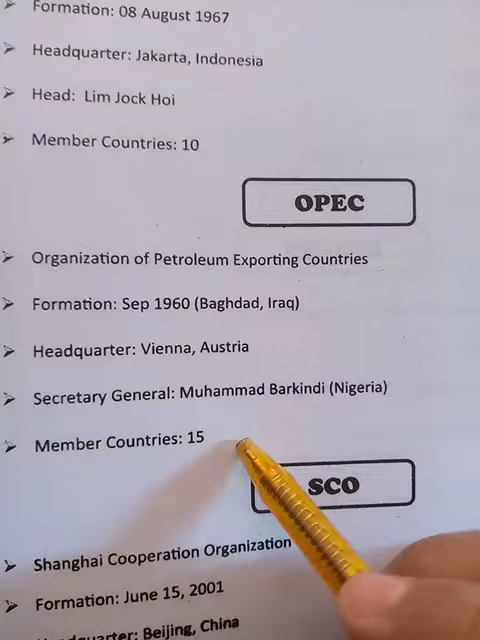 Formation: 08 August 1967
Headquarter: Jakarta, Indonesia
Head: Lim Jock Hoi
Member Countries: 10
OPEC
Organization of Petroleum Exporting Countries
Formation: Sep 1960 (Baghdad, Iraq)
Headquarter: Vienna, Austria
Secretary General: Muhammad Barkindi (Nigeria)
Member Countries: 15
SCO
Shanghai Cooperation Organization
Formation: June 15, 2001
Headquarter: Beijing, China